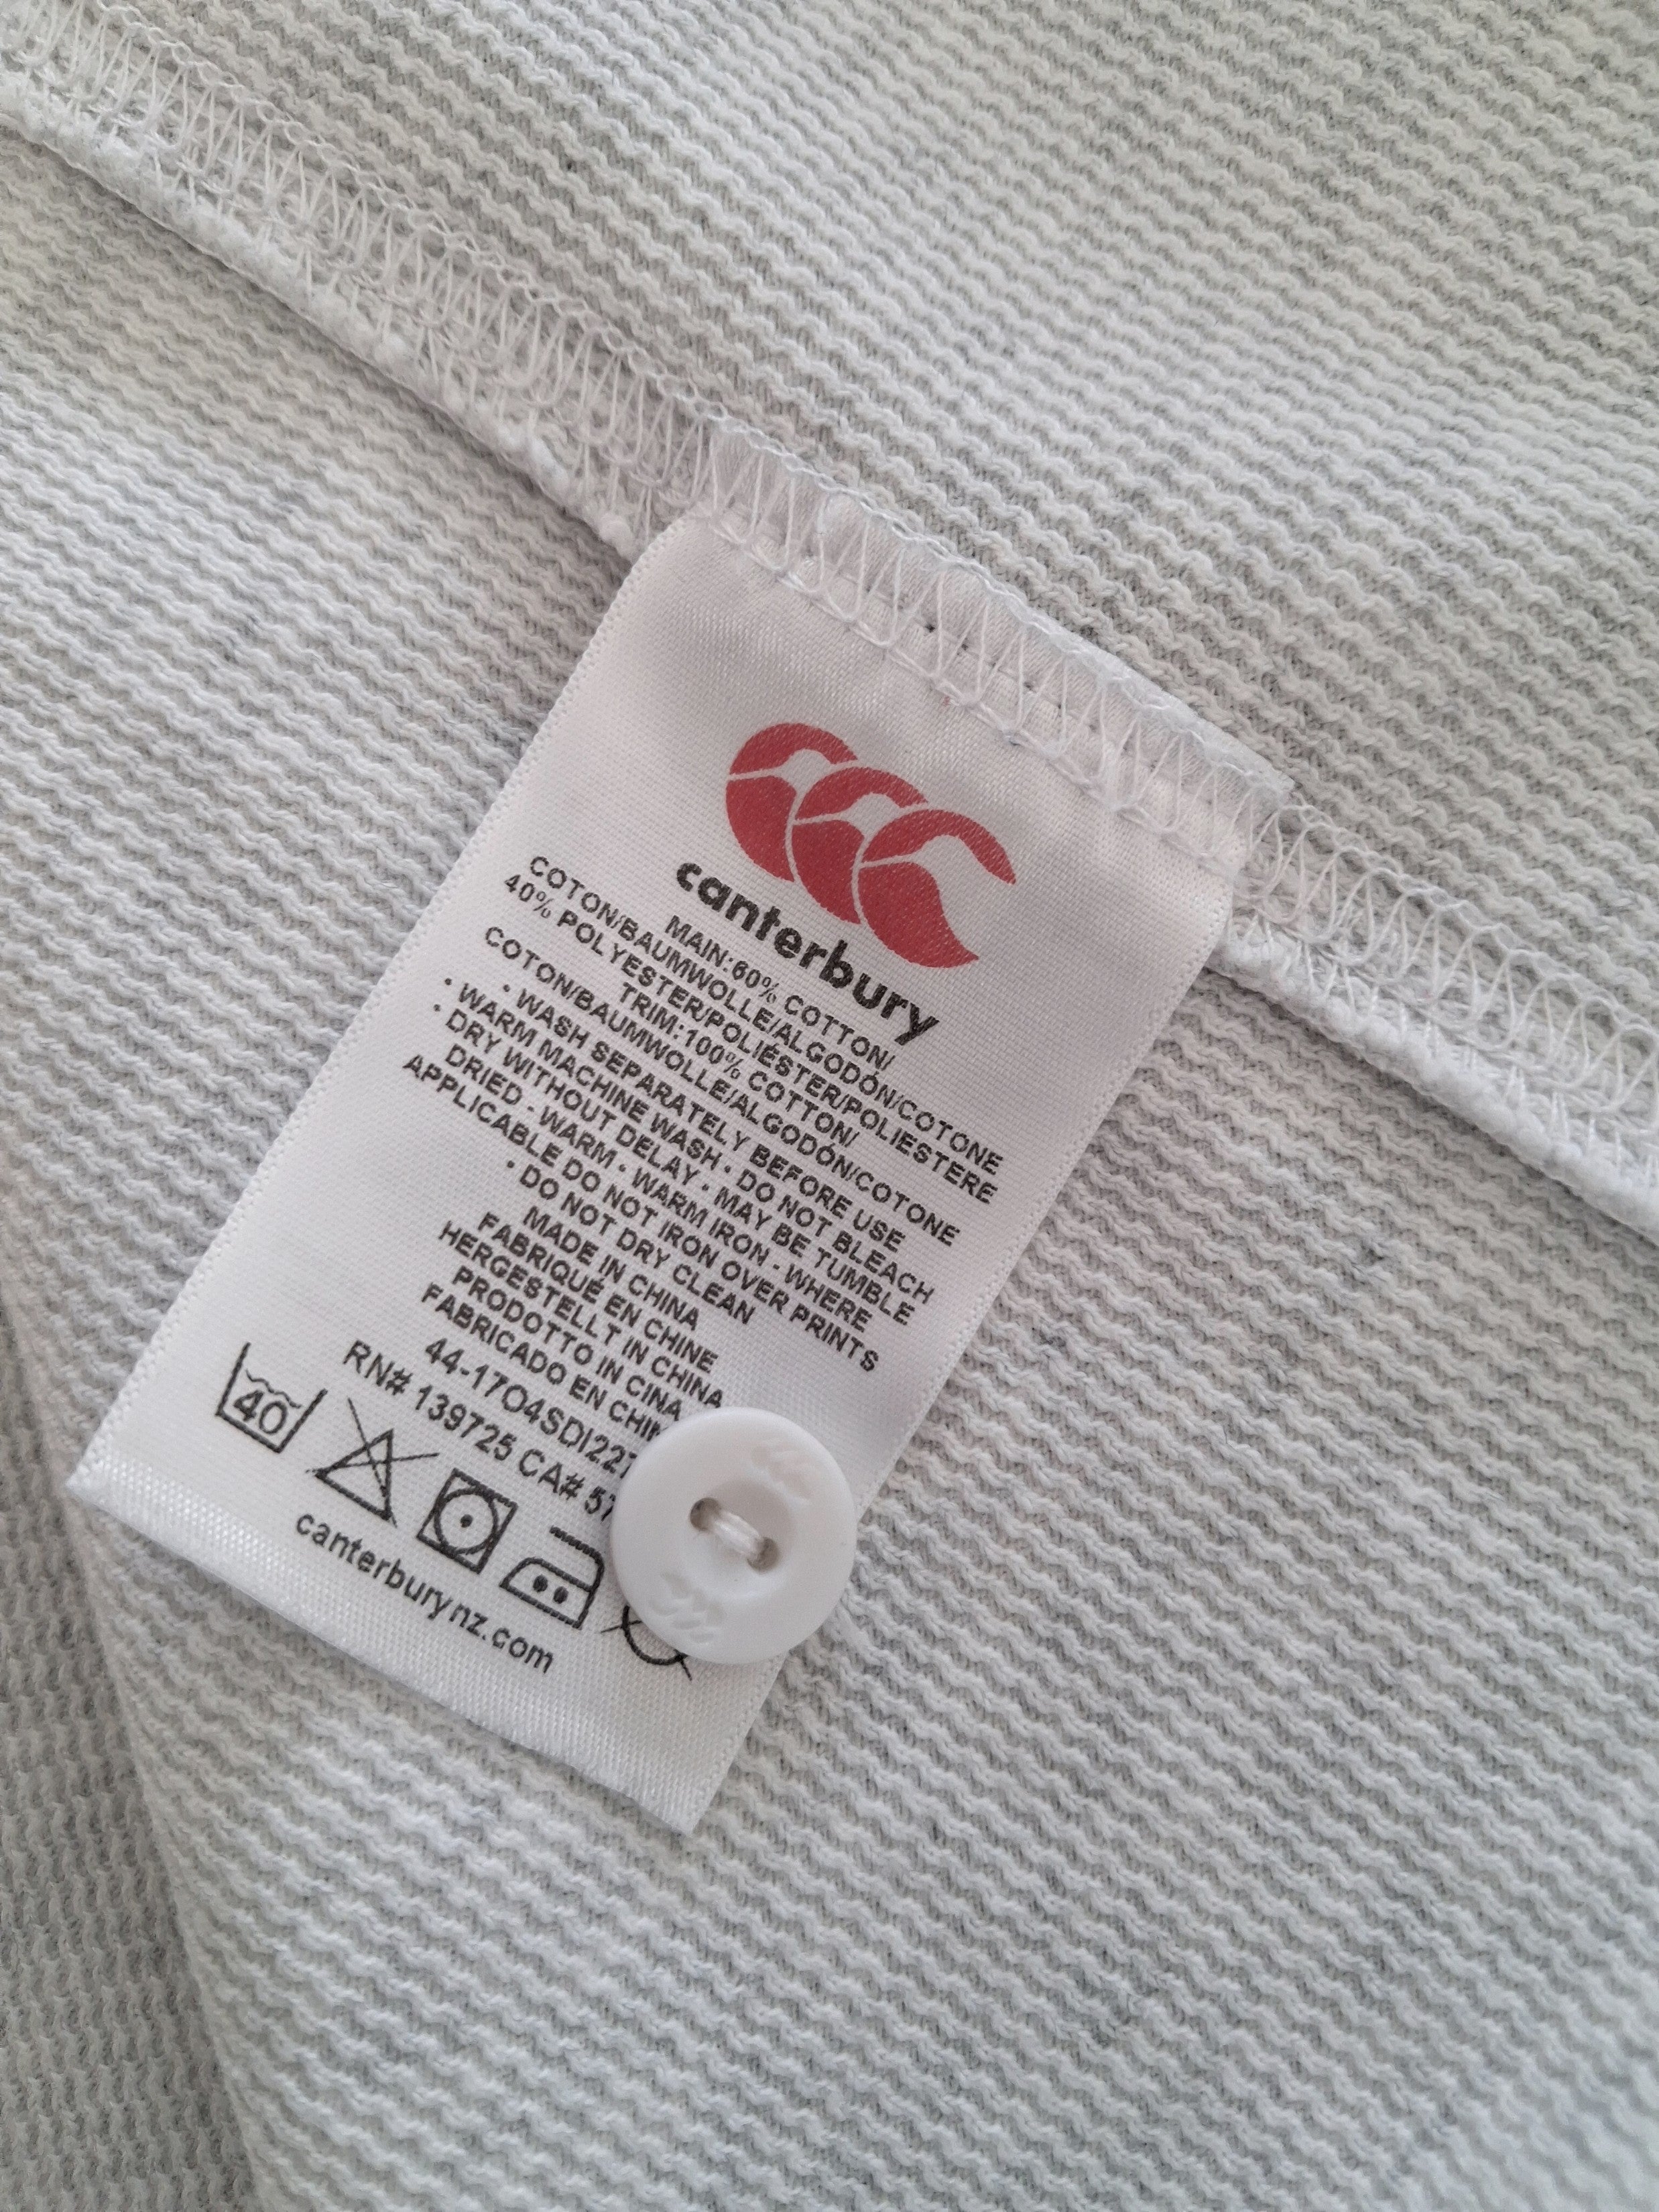 canterbury
MAIN:60% COTTON/
COTON/BAUMWOLLE/ALGODÓN/COTONE
40% POLYESTER/POLIÉSTER/POLIESTERE
TRIM:100% COTTON/
COTON/BAUMWOLLE/ALGODÓN/COTONE
• WASH SEPARATELY BEFORE USE
• WARM MACHINE WASH • DO NOT BLEACH
• DRY WITHOUT DELAY • MAY BE TUMBLE
DRIED - WARM • WARM IRON - WHERE
APPLICABLE DO NOT IRON OVER PRINTS
• DO NOT DRY CLEAN
MADE IN CHINA
FABRIQUÉ EN CHINE
HERGESTELLT IN CHINA
PRODOTTO IN CINA
FABRICADO EN CHIN
44-17O4SDI227
RN# 139725 CA# 57
40
canterburynz.com